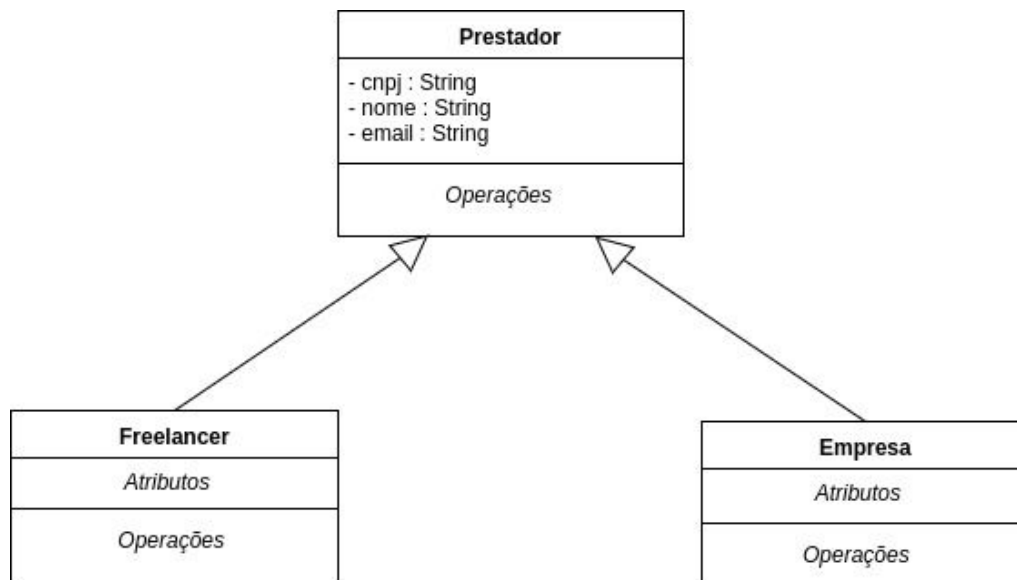 Prestador
- cnpj : String
- nome : String
- email : String
Operações
Freelancer
Atributos
Operações
Empresa
Atributos
Operações